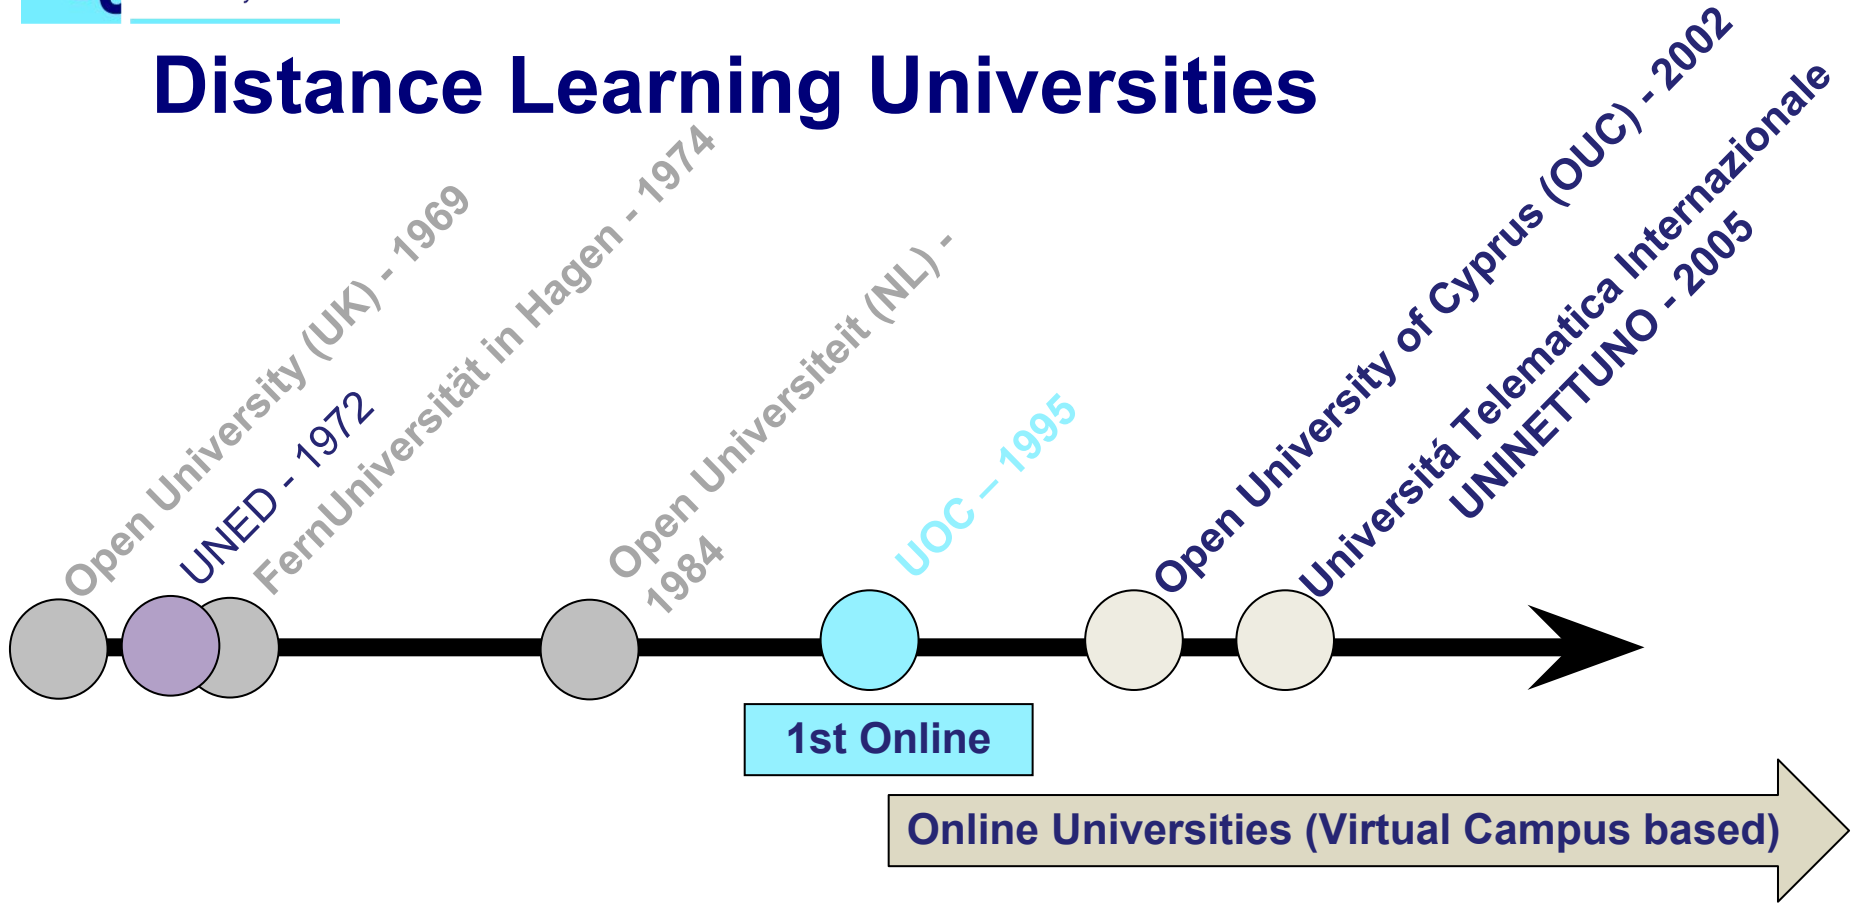 Distance Learning Universities
Open University (UK) - 1969
UNED - 1972
FernUniversität in Hagen - 1974
Open Universiteit (NL) -
1984
UOC – 1995
Open University of Cyprus (OUC) - 2002
Universitá Telematica Internazionale
UNINETTUNO - 2005
1st Online
Online Universities (Virtual Campus based)